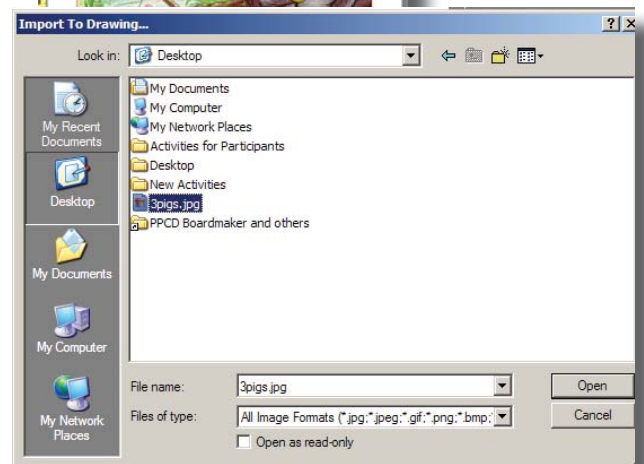 Import To Drawing...
Look in: Desktop
My Recent
Documents
Desktop
My Documents
My Computer
My Network
Places
My Documents
My Computer
My Network Places
Activities for Participants
Desktop
New Activities
3pigs.jpg
PPCD Boardmaker and others
File name: 3pigs.jpg Open
Files of type: All Image Formats (*.jpg;*.jpeg;*.gif;*.png;*.bmp; Cancel
Open as read-only